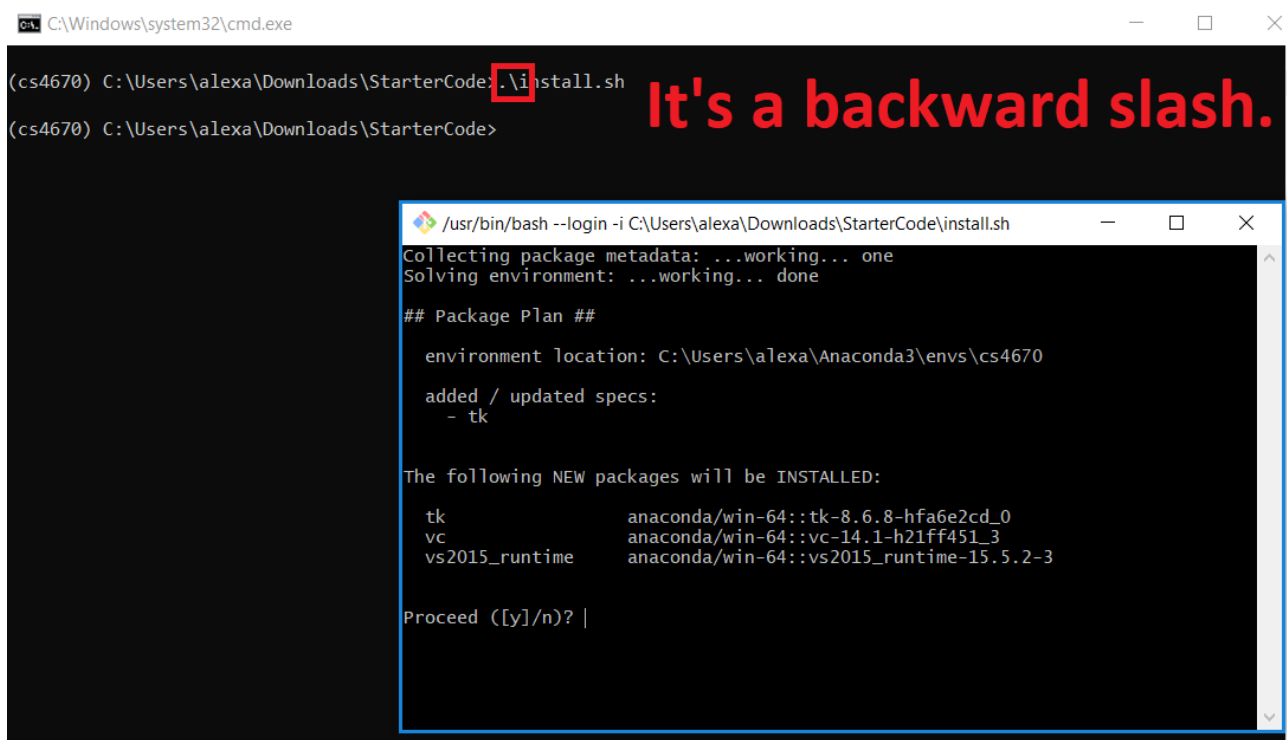 C:\Windows\system32\cmd.exe
(cs4670) C:\Users\alexa\Downloads\StarterCode>.\install.sh
It's a backward slash.
(cs4670) C:\Users\alexa\Downloads\StarterCode>
/usr/bin/bash --login -i C:\Users\alexa\Downloads\StarterCode\install.sh
Collecting package metadata: ...working... one
Solving environment: ...working... done
## Package Plan ##
environment location: C:\Users\alexa\Anaconda3\envs\cs4670
added / updated specs:
- tk
The following NEW packages will be INSTALLED:
tk anaconda/win-64::tk-8.6.8-hfa6e2cd_0
vc anaconda/win-64::vc-14.1-h21ff451_3
vs2015_runtime anaconda/win-64::vs2015_runtime-15.5.2-3
Proceed ([y]/n)?